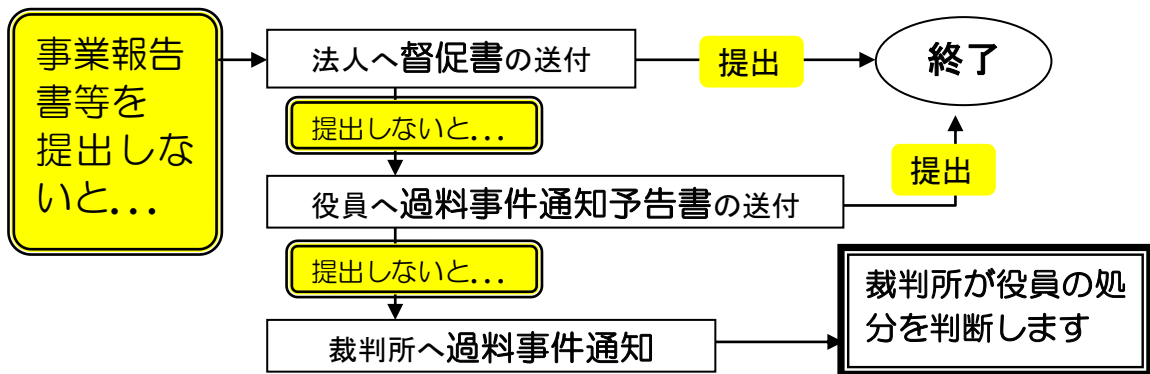 事業報告
書等を
提出しな
いと...
法人へ督促書の送付
提出
終了
提出しないと...
役員へ過料事件通知予告書の送付
提出
提出しないと...
裁判所へ過料事件通知
裁判所が役員の処
分を判断します